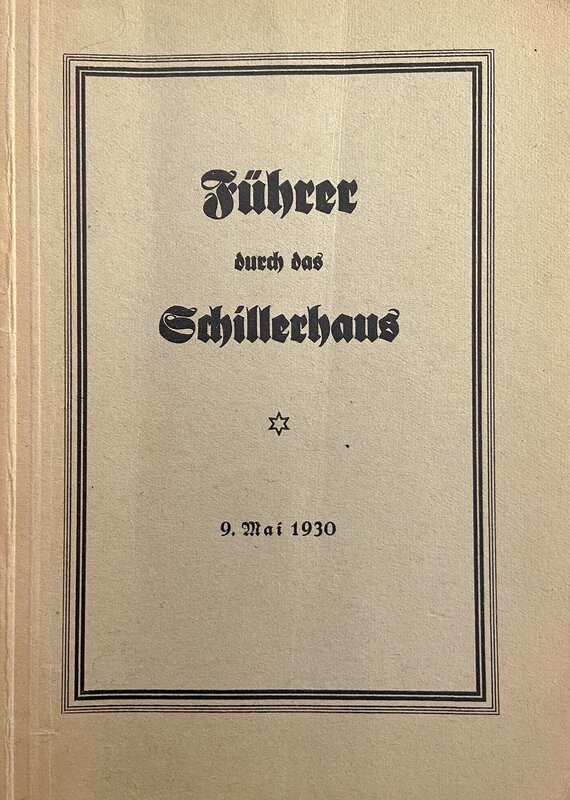 Führer
durch das
Schillerhaus
9. Mai 1930